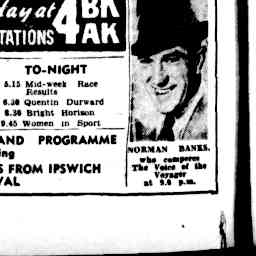 day at 4BK
STATIONS 4AK
TO-NIGHT
5.15 Mid-week Race
Results
6.30 Quentin Durward
8.30 Bright Horizon
9.45 Women in Sport
AND PROGRAMME
ing
S FROM IPSWICH
VAL
NORMAN BANKS,
who comperes
The Voice of the
Voyager
at 9.0 p.m.